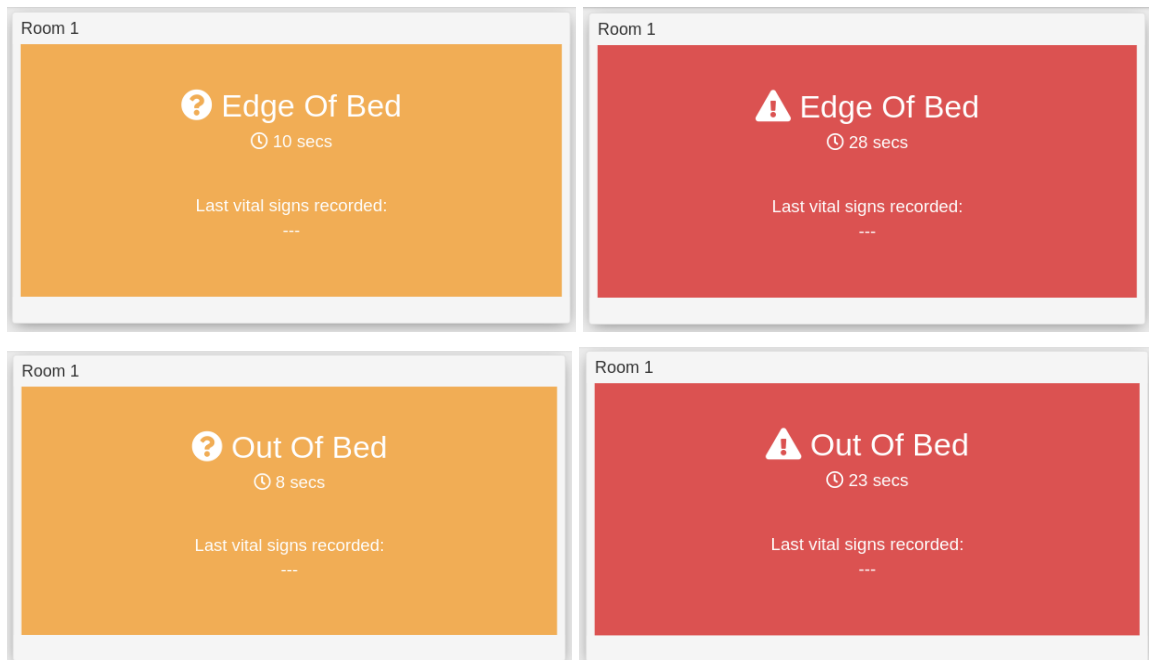 Room 1
Edge Of Bed
10 secs
Last vital signs recorded:
---
Room 1
Edge Of Bed
28 secs
Last vital signs recorded:
---
Room 1
Out Of Bed
8 secs
Last vital signs recorded:
---
Room 1
Out Of Bed
23 secs
Last vital signs recorded:
---